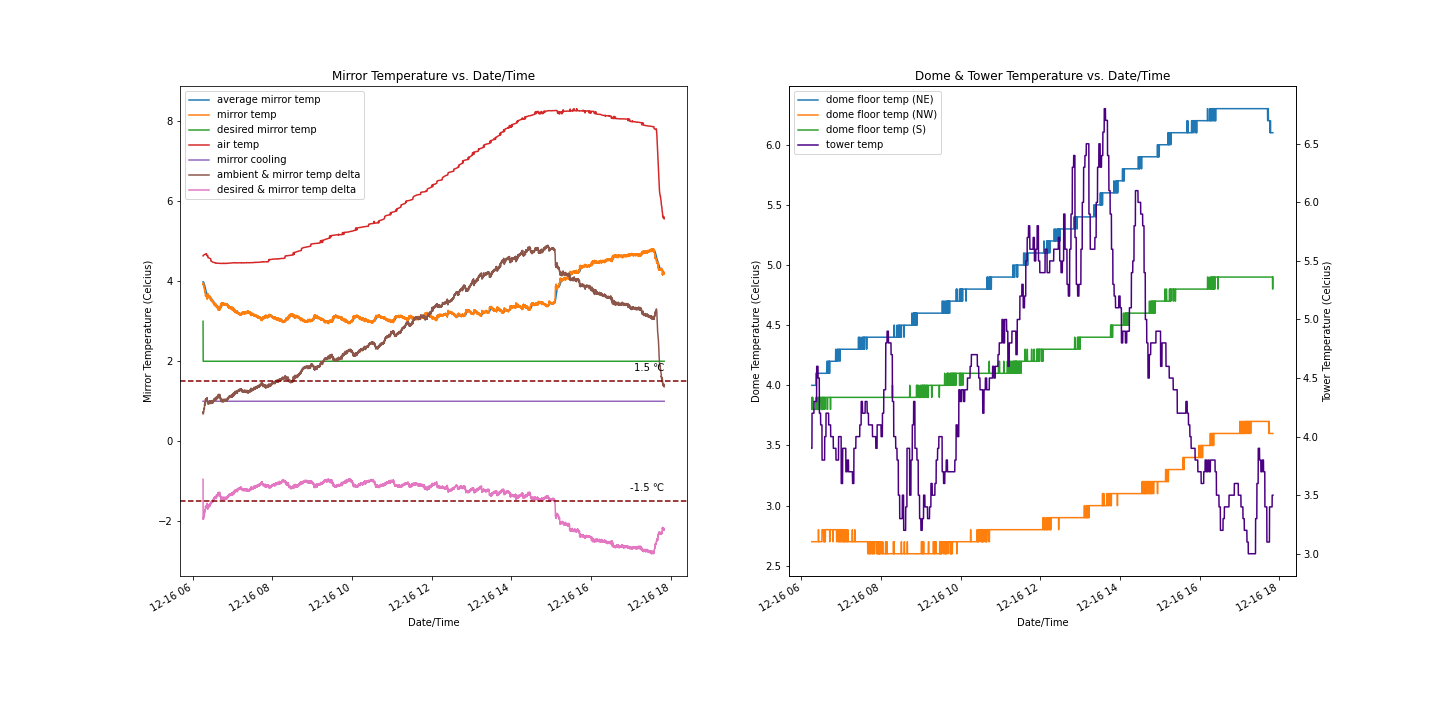 Mirror Temperature vs. Date/Time
average mirror temp
mirror temp
desired mirror temp
air temp
mirror cooling
ambient & mirror temp delta
desired & mirror temp delta
8
6
4
2
0
−2
Mirror Temperature (Celcius)
1.5 ℃
-1.5 ℃
12-16 06
12-16 08
12-16 10
12-16 12
12-16 14
12-16 16
12-16 18
Date/Time
Dome & Tower Temperature vs. Date/Time
dome floor temp (NE)
dome floor temp (NW)
dome floor temp (S)
tower temp
6.0
5.5
5.0
4.5
4.0
3.5
3.0
2.5
Dome Temperature (Celcius)
6.5
6.0
5.5
5.0
4.5
4.0
3.5
3.0
Tower Temperature (Celcius)
12-16 06
12-16 08
12-16 10
12-16 12
12-16 14
12-16 16
12-16 18
Date/Time